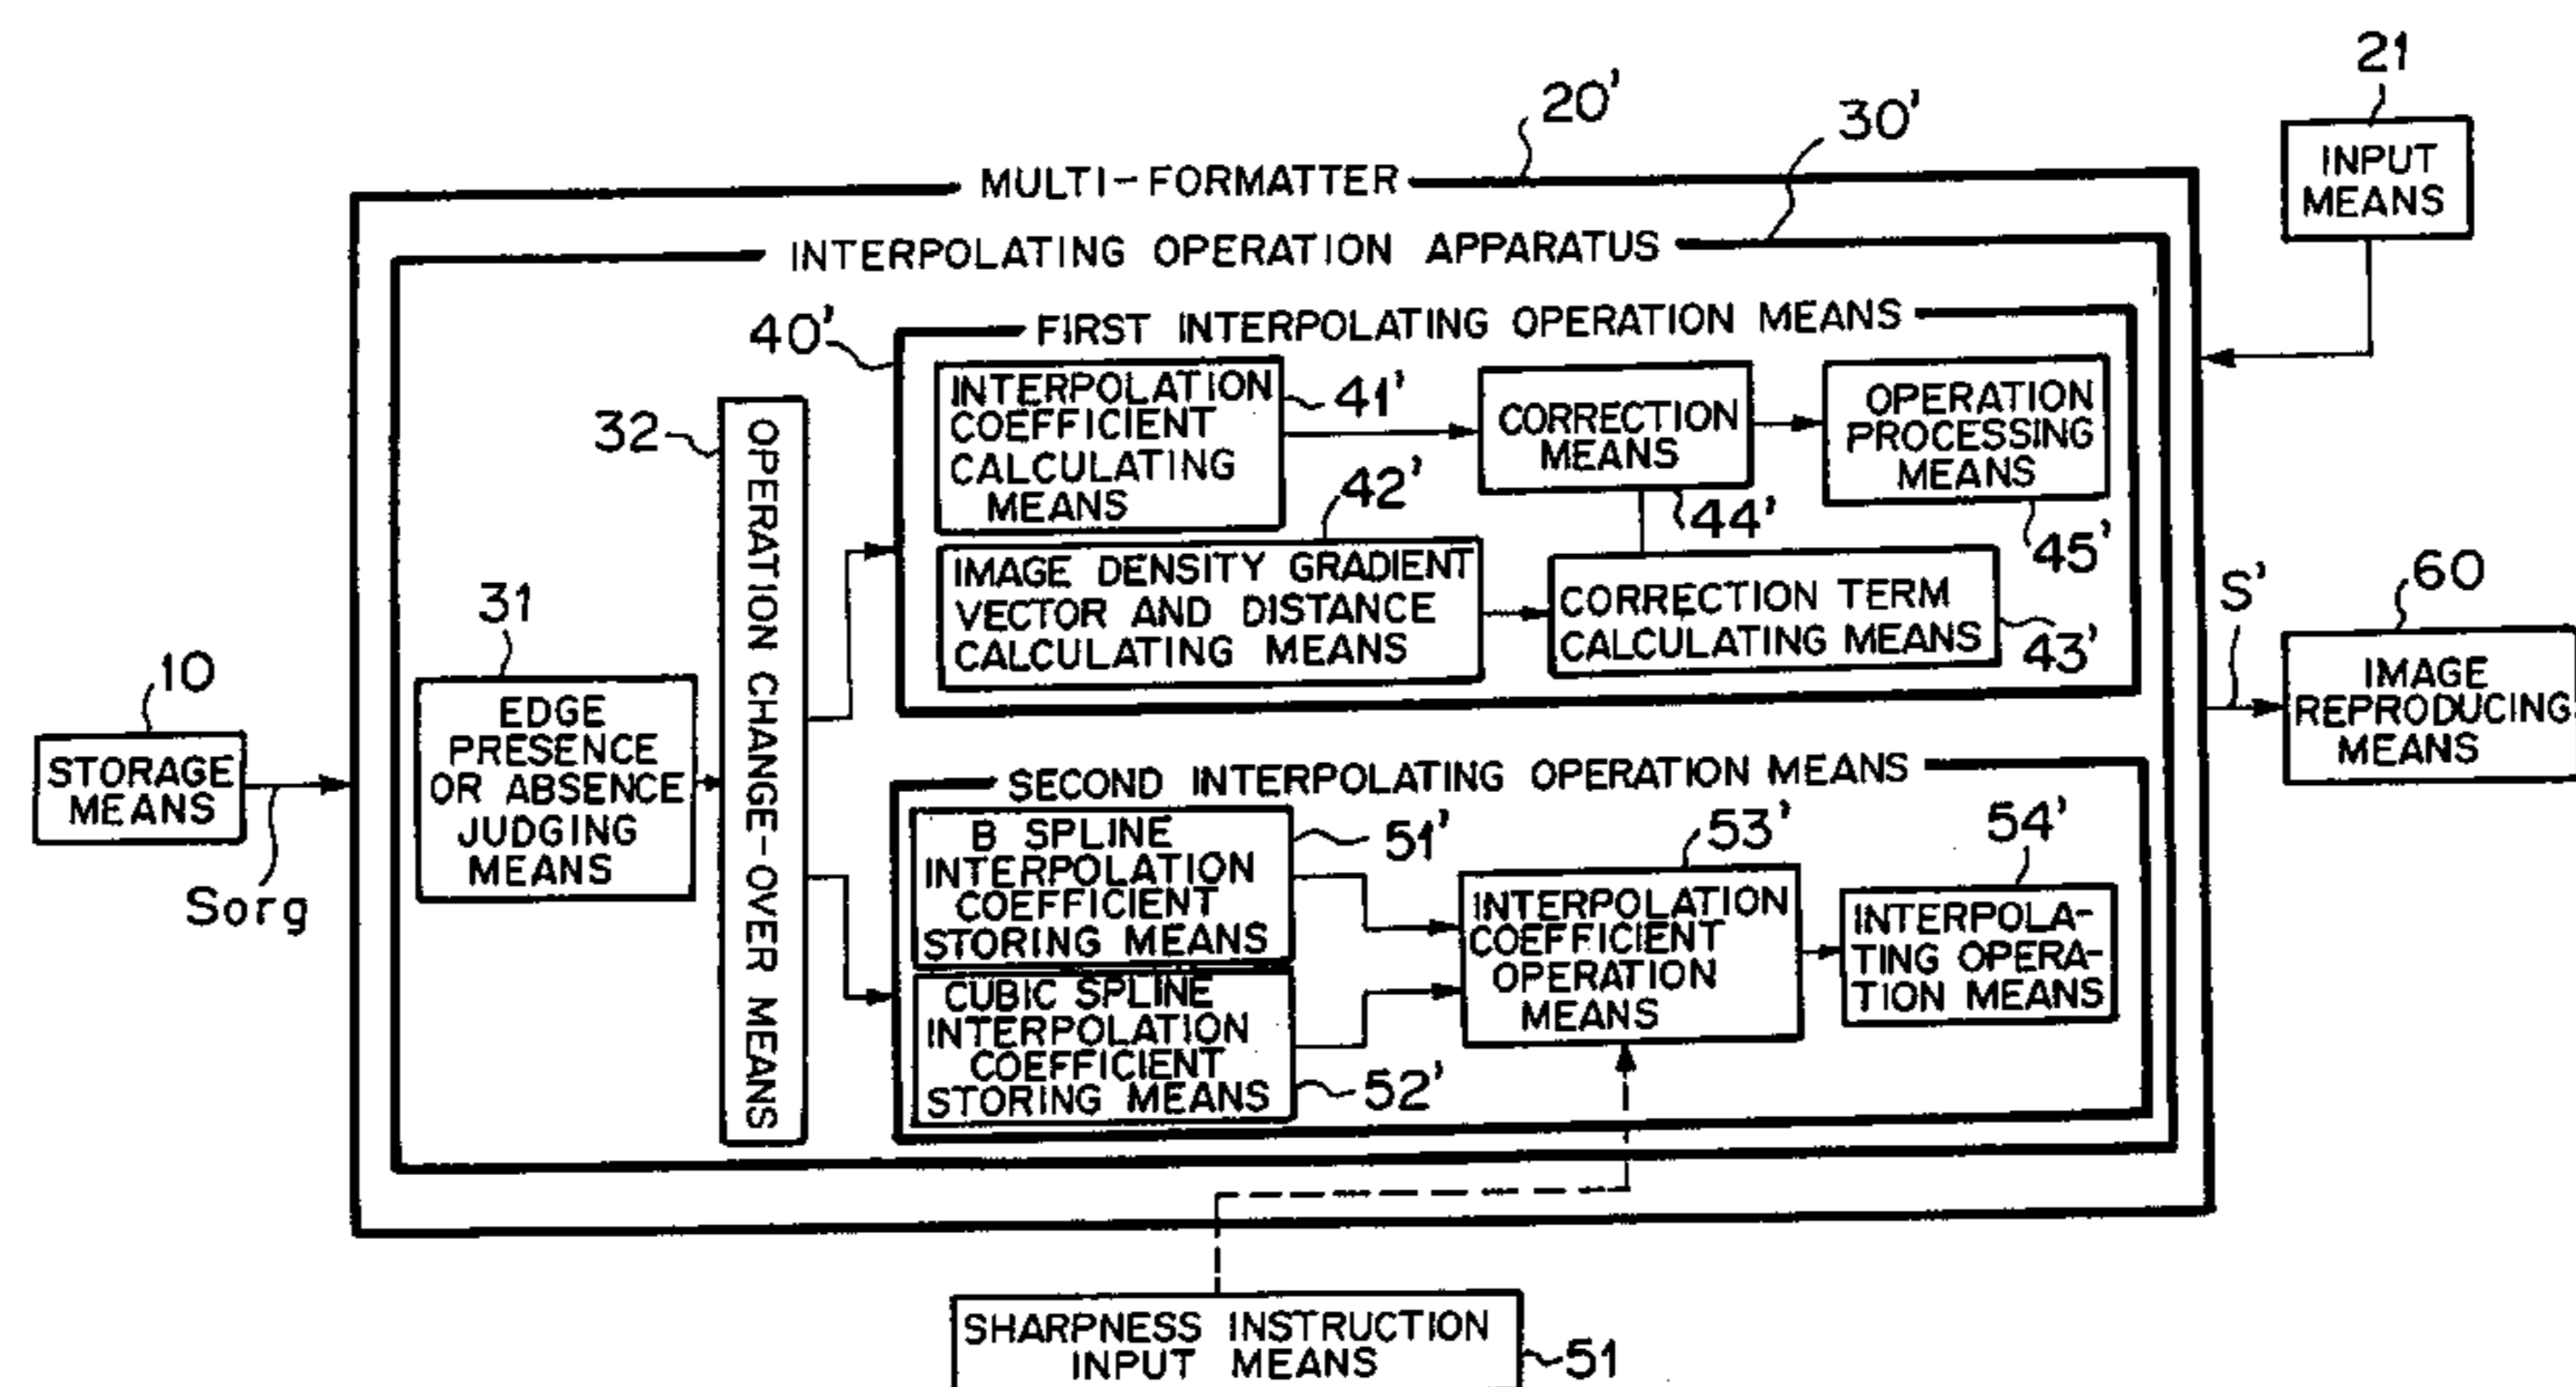 21
INPUT
MEANS
20'
30'
MULTI-FORMATTER
INTERPOLATING OPERATION APPARATUS
40'
FIRST INTERPOLATING OPERATION MEANS
INTERPOLATION
COEFFICIENT
CALCULATING
MEANS
41'
CORRECTION
MEANS
44'
OPERATION
PROCESSING
MEANS
45'
42'
IMAGE DENSITY GRADIENT
VECTOR AND DISTANCE
CALCULATING MEANS
CORRECTION TERM
CALCULATING MEANS
43'
32
OPERATION CHANGE-OVER MEANS
31
EDGE
PRESENCE
OR ABSENCE
JUDGING
MEANS
10
STORAGE
MEANS
Sorg
S'
60
IMAGE
REPRODUCING
MEANS
SECOND INTERPOLATING OPERATION MEANS
B SPLINE
INTERPOLATION
COEFFICIENT
STORING MEANS
51'
CUBIC SPLINE
INTERPOLATION
COEFFICIENT
STORING MEANS
52'
53'
INTERPOLATION
COEFFICIENT
OPERATION
MEANS
54'
INTERPOLA-
TING OPERA-
TION MEANS
SHARPNESS INSTRUCTION
INPUT MEANS
51